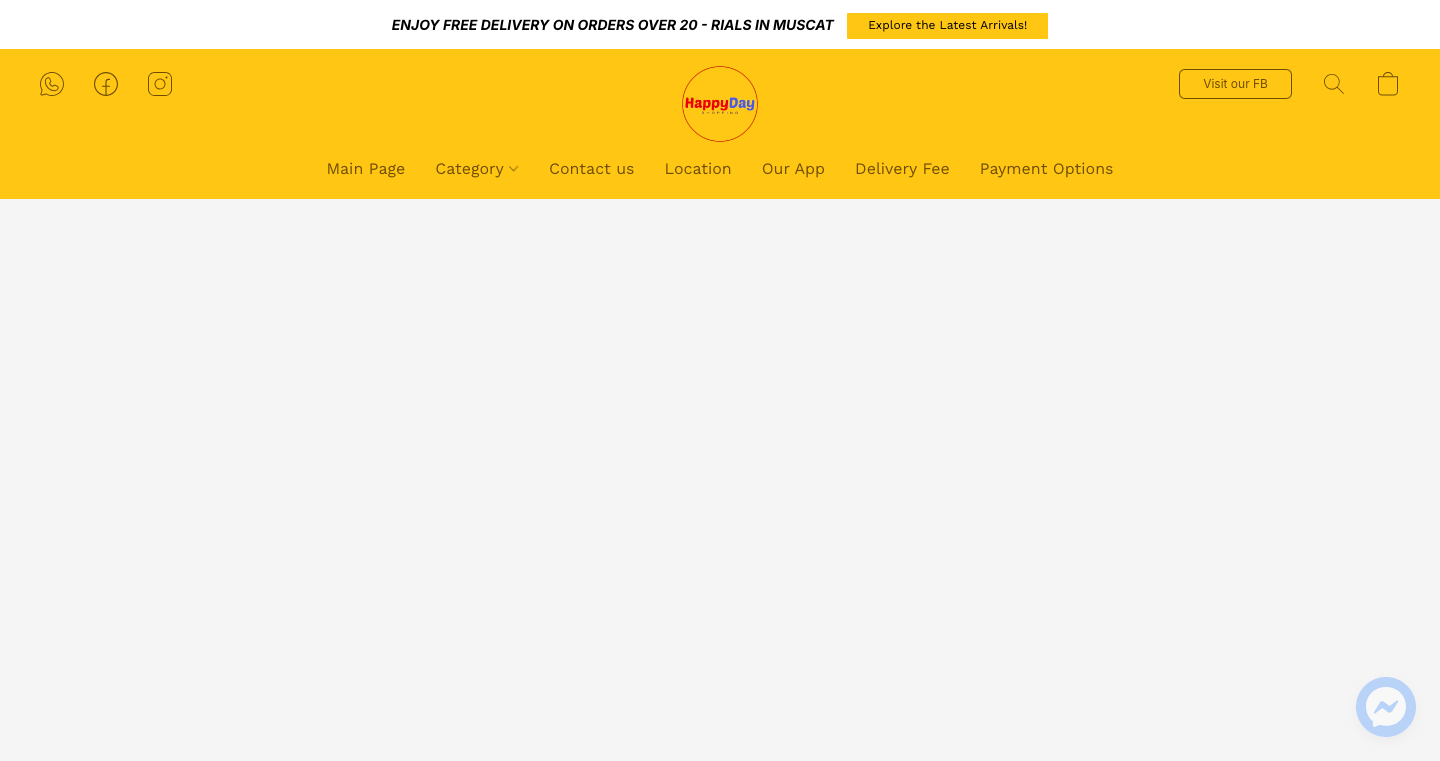 ENJOY FREE DELIVERY ON ORDERS OVER 20 - RIALS IN MUSCAT
Explore the Latest Arrivals!
Visit our FB
HappyDay
SHOPPING
Main Page
Category
Contact us
Location
Our App
Delivery Fee
Payment Options